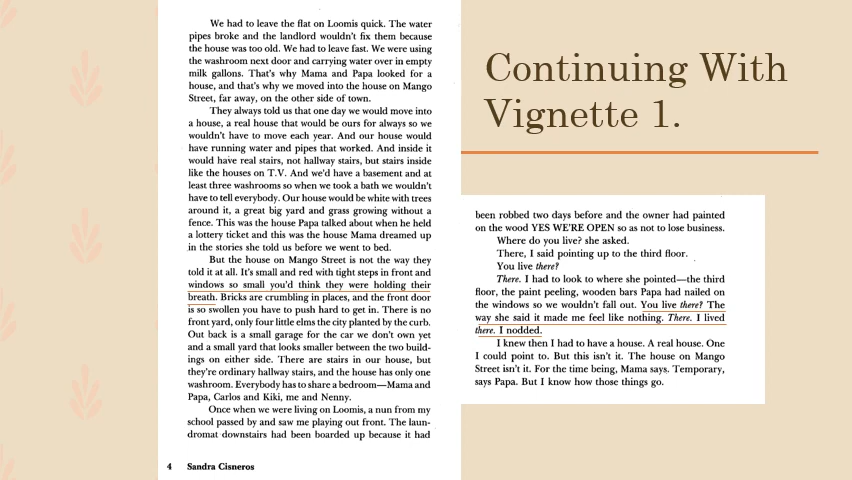 We had to leave the flat on Loomis quick. The water
pipes broke and the landlord wouldn't fix them because
the house was too old. We had to leave fast. We were using
the washroom next door and carrying water over in empty
milk gallons. That's why Mama and Papa looked for a
house, and that's why we moved into the house on Mango
Street, far away, on the other side of town.
They always told us that one day we would move into
a house, a real house that would be ours for always so we
wouldn't have to move each year. And our house would
have running water and pipes that worked. And inside it
would have real stairs, not hallway stairs, but stairs inside
like the houses on T.V. And we'd have a basement and at
least three washrooms so when we took a bath we wouldn't
have to tell everybody. Our house would be white with trees
around it, a great big yard and grass growing without a
fence. This was the house Papa talked about when he held
a lottery ticket and this was the house Mama dreamed up
in the stories she told us before we went to bed.
But the house on Mango Street is not the way they
told it at all. It's small and red with tight steps in front and
windows so small you'd think they were holding their
breath. Bricks are crumbling in places, and the front door
is so swollen you have to push hard to get in. There is no
front yard, only four little elms the city planted by the curb.
Out back is a small garage for the car we don't own yet
and a small yard that looks smaller between the two build-
ings on either side. There are stairs in our house, but
they're ordinary hallway stairs, and the house has only one
washroom. Everybody has to share a bedroom—Mama and
Papa, Carlos and Kiki, me and Nenny.
Once when we were living on Loomis, a nun from my
school passed by and saw me playing out front. The laun-
dromat downstairs had been boarded up because it had
4 Sandra Cisneros
Continuing With
Vignette 1.
been robbed two days before and the owner had painted
on the wood YES WE'RE OPEN so as not to lose business.
Where do you live? she asked.
There, I said pointing up to the third floor.
You live there?
There. I had to look to where she pointed—the third
floor, the paint peeling, wooden bars Papa had nailed on
the windows so we wouldn't fall out. You live there? The
way she said it made me feel like nothing. There. I lived
there. I nodded.
I knew then I had to have a house. A real house. One
I could point to. But this isn't it. The house on Mango
Street isn't it. For the time being, Mama says. Temporary,
says Papa. But I know how those things go.